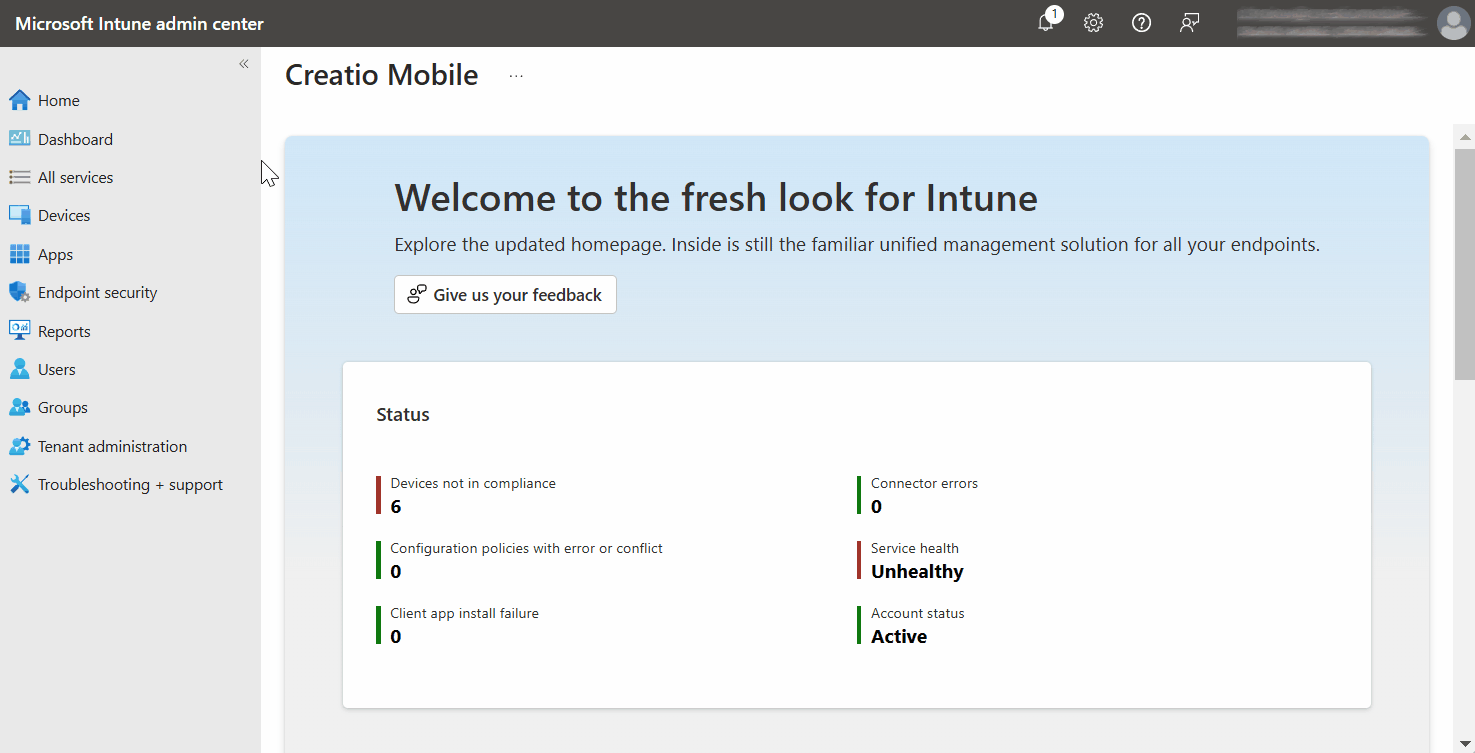 Microsoft Intune admin center
1
«
Creatio Mobile
...
Home
Dashboard
All services
Devices
Apps
Endpoint security
Reports
Users
Groups
Tenant administration
Troubleshooting + support
Welcome to the fresh look for Intune
Explore the updated homepage. Inside is still the familiar unified management solution for all your endpoints.
Give us your feedback
Status
Devices not in compliance
6
Connector errors
0
Configuration policies with error or conflict
0
Service health
Unhealthy
Client app install failure
0
Account status
Active